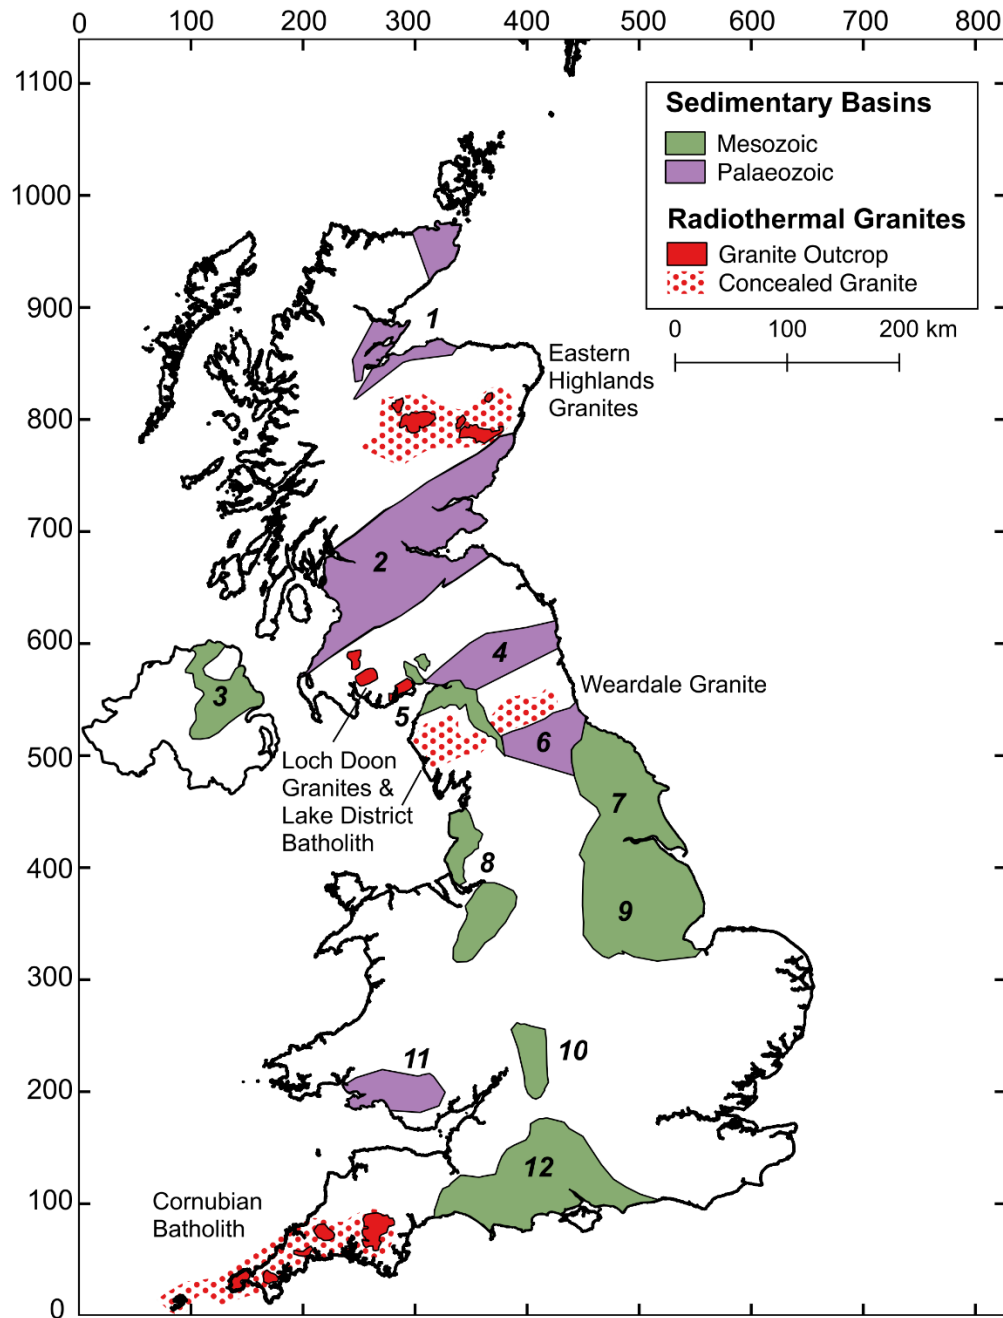 0 100 200 300 400 500 600 700 800
1100
1000
900
800
700
600
500
400
300
200
100
0
Sedimentary Basins
Mesozoic
Palaeozoic
Radiothermal Granites
Granite Outcrop
Concealed Granite
0 100 200 km
1
Eastern
Highlands
Granites
2
3
4
Weardale Granite
5
6
Loch Doon
Granites &
Lake District
Batholith
7
8
9
10
11
12
Cornubian
Batholith